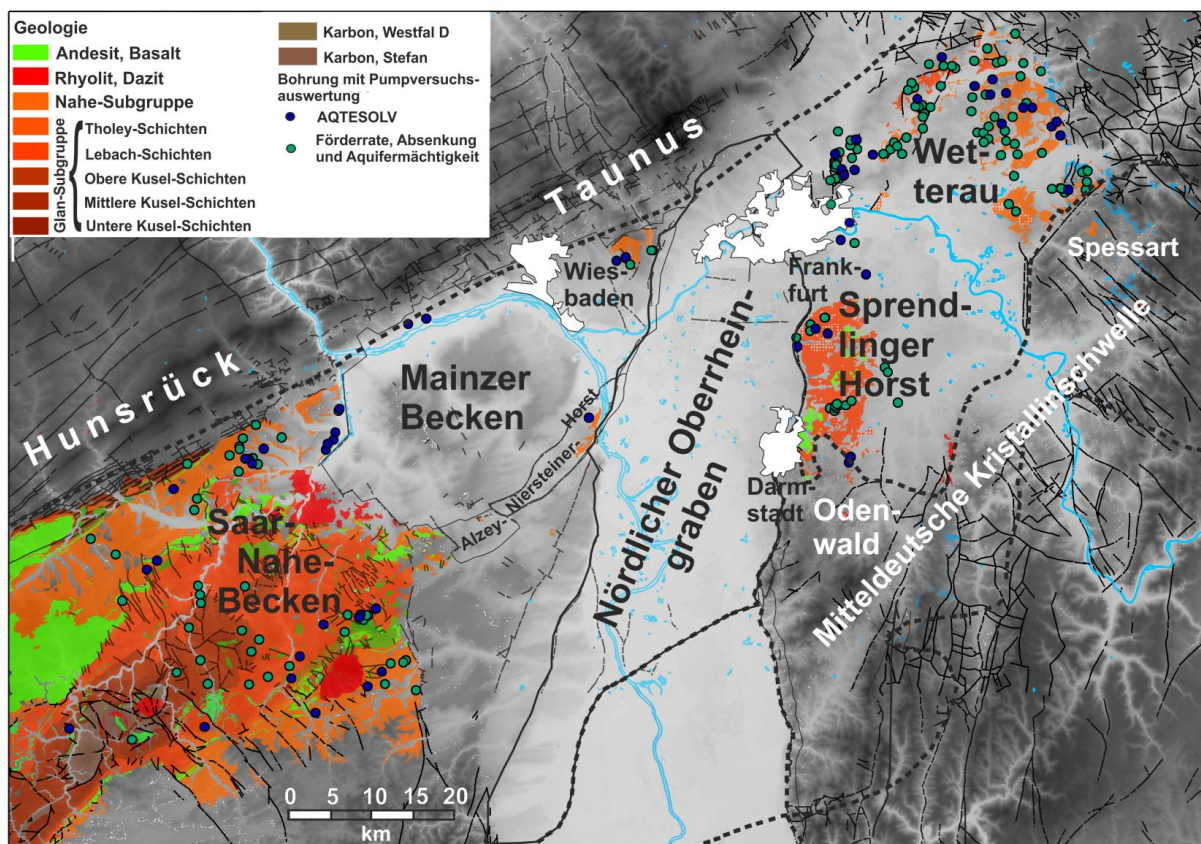 Geologie
Andesit, Basalt
Rhyolit, Dazit
Nahe-Subgruppe
Glan-Subgruppe
Tholey-Schichten
Lebach-Schichten
Obere Kusel-Schichten
Mittlere Kusel-Schichten
Untere Kusel-Schichten
Karbon, Westfal D
Karbon, Stefan
Bohrung mit Pumpversuchs-
auswertung
AQTESOLV
Förderrate, Absenkung
und Aquifermächtigkeit
Taunus
Wet-
terau
Spessart
Wies-
baden
Frank-
furt
Sprend-
linger
Horst
Hunsrück
Mainzer
Becken
Alzey-Niersteiner Horst
Nördlicher Oberrhein-
graben
Darm-
stadt
Oden-
wald
Mitteldeutsche Kristallinschwelle
Saar-
Nahe-
Becken
0 5 10 15 20
km